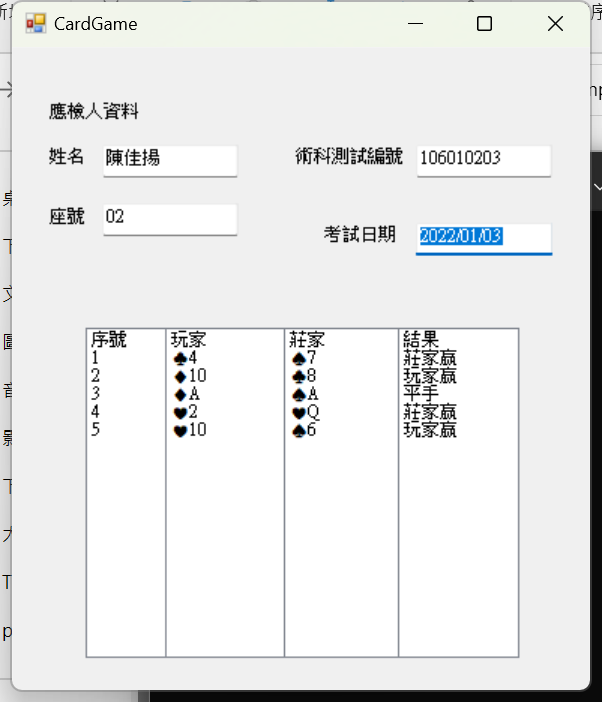 CardGame
應檢人資料
姓名 陳佳揚 術科測試編號 106010203
座號 02
考試日期 2022/01/03
序號 玩家 莊家 結果
1 ♣4 ♠7 莊家贏
2 ♦10 ♣8 玩家贏
3 ♦A ♠A 平手
4 ♥2 ♥Q 莊家贏
5 ♥10 ♠6 玩家贏